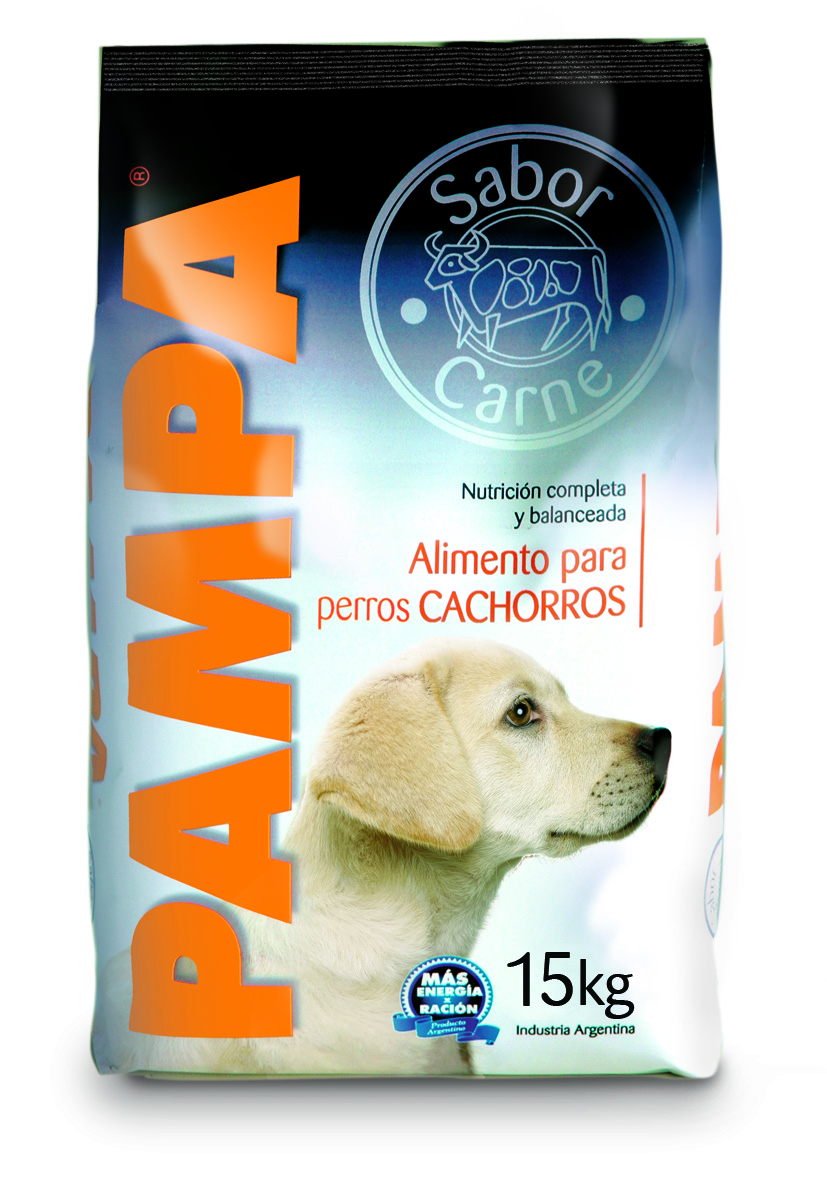 PAMPA®
Sabor
Carne
Nutrición completa
y balanceada
Alimento para
perros CACHORROS
MÁS
ENERGÍA
X
RACIÓN
Producto
Argentino
15kg
Industria Argentina